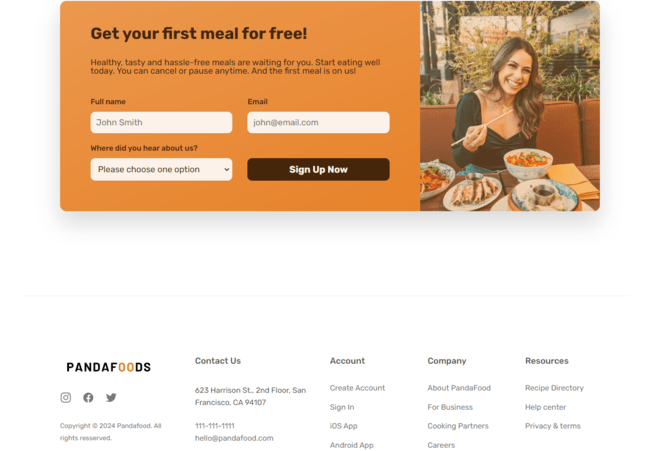 Get your first meal for free!
Healthy, tasty and hassle-free meals are waiting for you. Start eating well
today. You can cancel or pause anytime. And the first meal is on us!
Full name
Email
John Smith
john@email.com
Where did you hear about us?
Please choose one option
Sign Up Now
PANDAFOODS
Copyright © 2024 Pandafood. All
rights reserved.
Contact Us
623 Harrison St., 2nd Floor, San
Francisco, CA 94107
111-111-1111
hello@pandafood.com
Account
Create Account
Sign In
iOS App
Android App
Company
About PandaFood
For Business
Cooking Partners
Careers
Resources
Recipe Directory
Help center
Privacy & terms